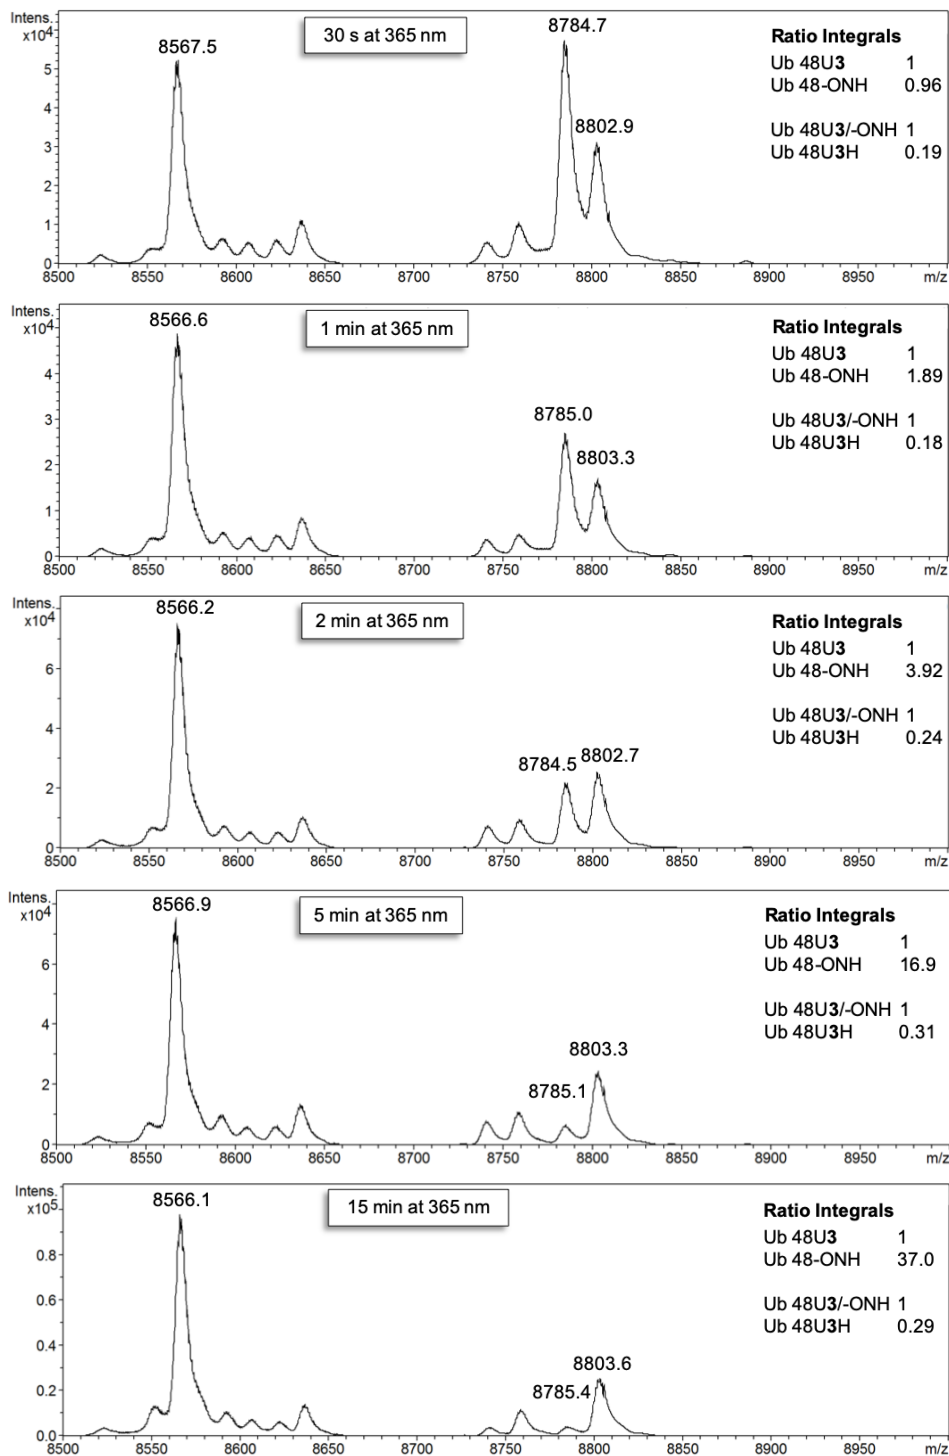 Intens.
x10⁴
30 s at 365 nm
8567.5
8784.7
8802.9
Ratio Integrals
Ub 48U3 1
Ub 48-ONH 0.96
Ub 48U3/-ONH 1
Ub 48U3H 0.19
5
4
3
2
1
0
8500 8550 8600 8650 8700 8750 8800 8850 8900 8950 m/z
Intens.
x10⁴
1 min at 365 nm
8566.6
8785.0
8803.3
Ratio Integrals
Ub 48U3 1
Ub 48-ONH 1.89
Ub 48U3/-ONH 1
Ub 48U3H 0.18
4
3
2
1
0
8500 8550 8600 8650 8700 8750 8800 8850 8900 8950 m/z
Intens.
x10⁴
2 min at 365 nm
8566.2
8784.5 8802.7
Ratio Integrals
Ub 48U3 1
Ub 48-ONH 3.92
Ub 48U3/-ONH 1
Ub 48U3H 0.24
6
4
2
0
8500 8550 8600 8650 8700 8750 8800 8850 8900 8950 m/z
Intens.
x10⁴
5 min at 365 nm
8566.9
8803.3
8785.1
Ratio Integrals
Ub 48U3 1
Ub 48-ONH 16.9
Ub 48U3/-ONH 1
Ub 48U3H 0.31
6
4
2
0
8500 8550 8600 8650 8700 8750 8800 8850 8900 8950 m/z
Intens.
x10⁵
15 min at 365 nm
8566.1
8803.6
8785.4
Ratio Integrals
Ub 48U3 1
Ub 48-ONH 37.0
Ub 48U3/-ONH 1
Ub 48U3H 0.29
0.8
0.6
0.4
0.2
0.0
8500 8550 8600 8650 8700 8750 8800 8850 8900 8950 m/z